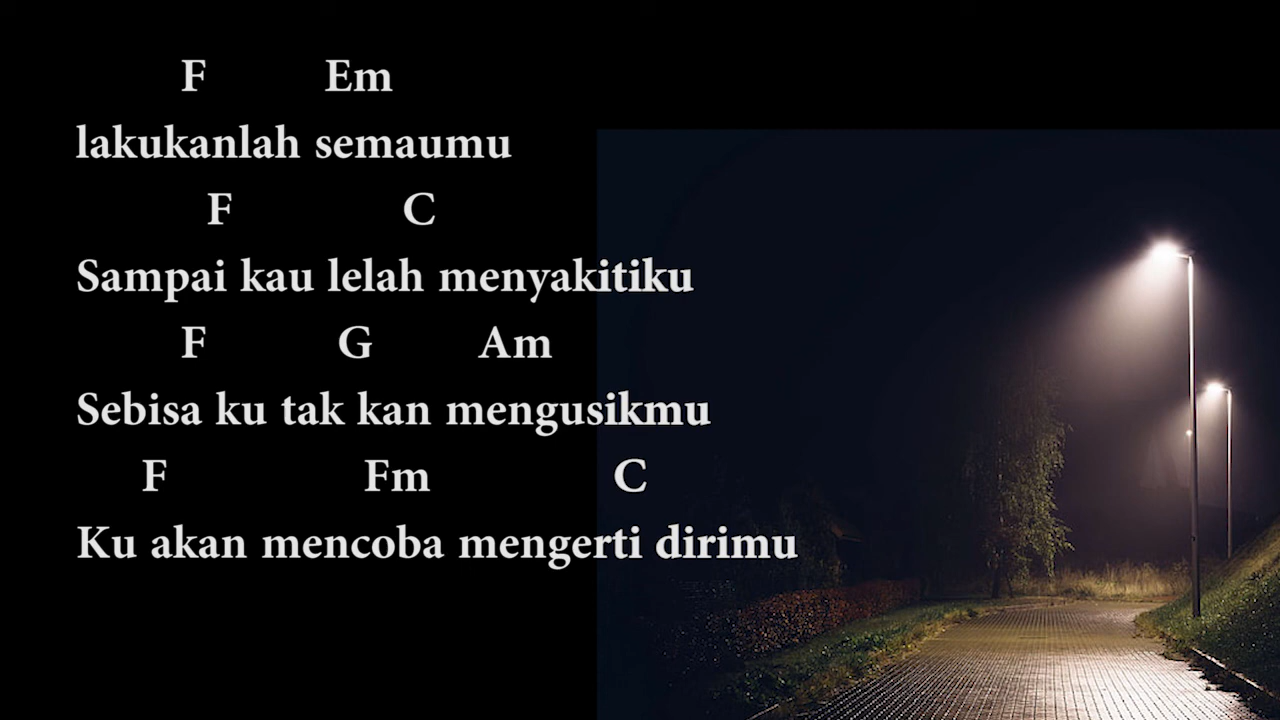 F Em
lakukanlah semaumu
F C
Sampai kau lelah menyakitiku
F G Am
Sebisa ku tak kan mengusikmu
F Fm C
Ku akan mencoba mengerti dirimu